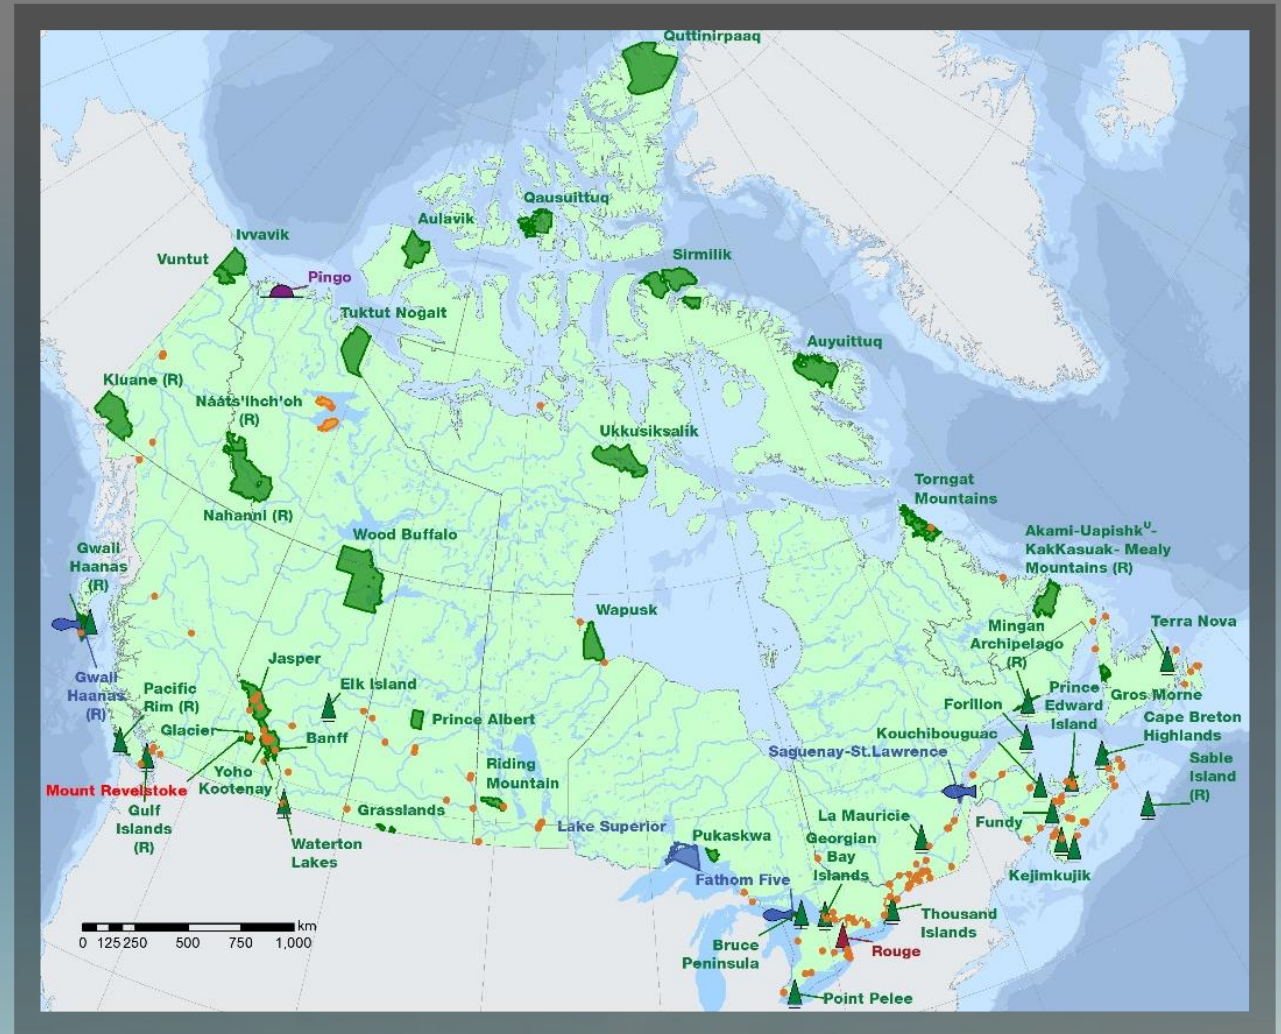 Quttinirpaaq
Qausuittuq
Aulavik
Ivvavik
Vuntut
Sirmilik
Pingo
Tuktut Nogait
Auyuittuq
Kluane (R)
Nááts'ihch'oh
(R)
Ukkusiksalik
Nahanni (R)
Torngat
Mountains
Wood Buffalo
Akami-Uapishkᵁ-
KakKasuak- Mealy
Mountains (R)
Gwaii
Haanas
(R)
Wapusk
Mingan
Archipelago
(R)
Terra Nova
Jasper
Gwaii
Haanas
(R)
Pacific
Rim (R)
Elk Island
Prince
Edward
Island
Gros Morne
Forillon
Glacier
Prince Albert
Cape Breton
Highlands
Banff
Kouchibouguac
Saguenay-St.Lawrence
Sable
Island
(R)
Riding
Mountain
Yoho
Kootenay
Mount Revelstoke
Gulf
Islands
(R)
Grasslands
La Mauricie
Fundy
Lake Superior
Pukaskwa
Georgian
Bay
Islands
Waterton
Lakes
Kejimkujik
Fathom Five
Thousand
Islands
km
0 125 250 500 750 1,000
Bruce
Peninsula
Rouge
Point Pelee